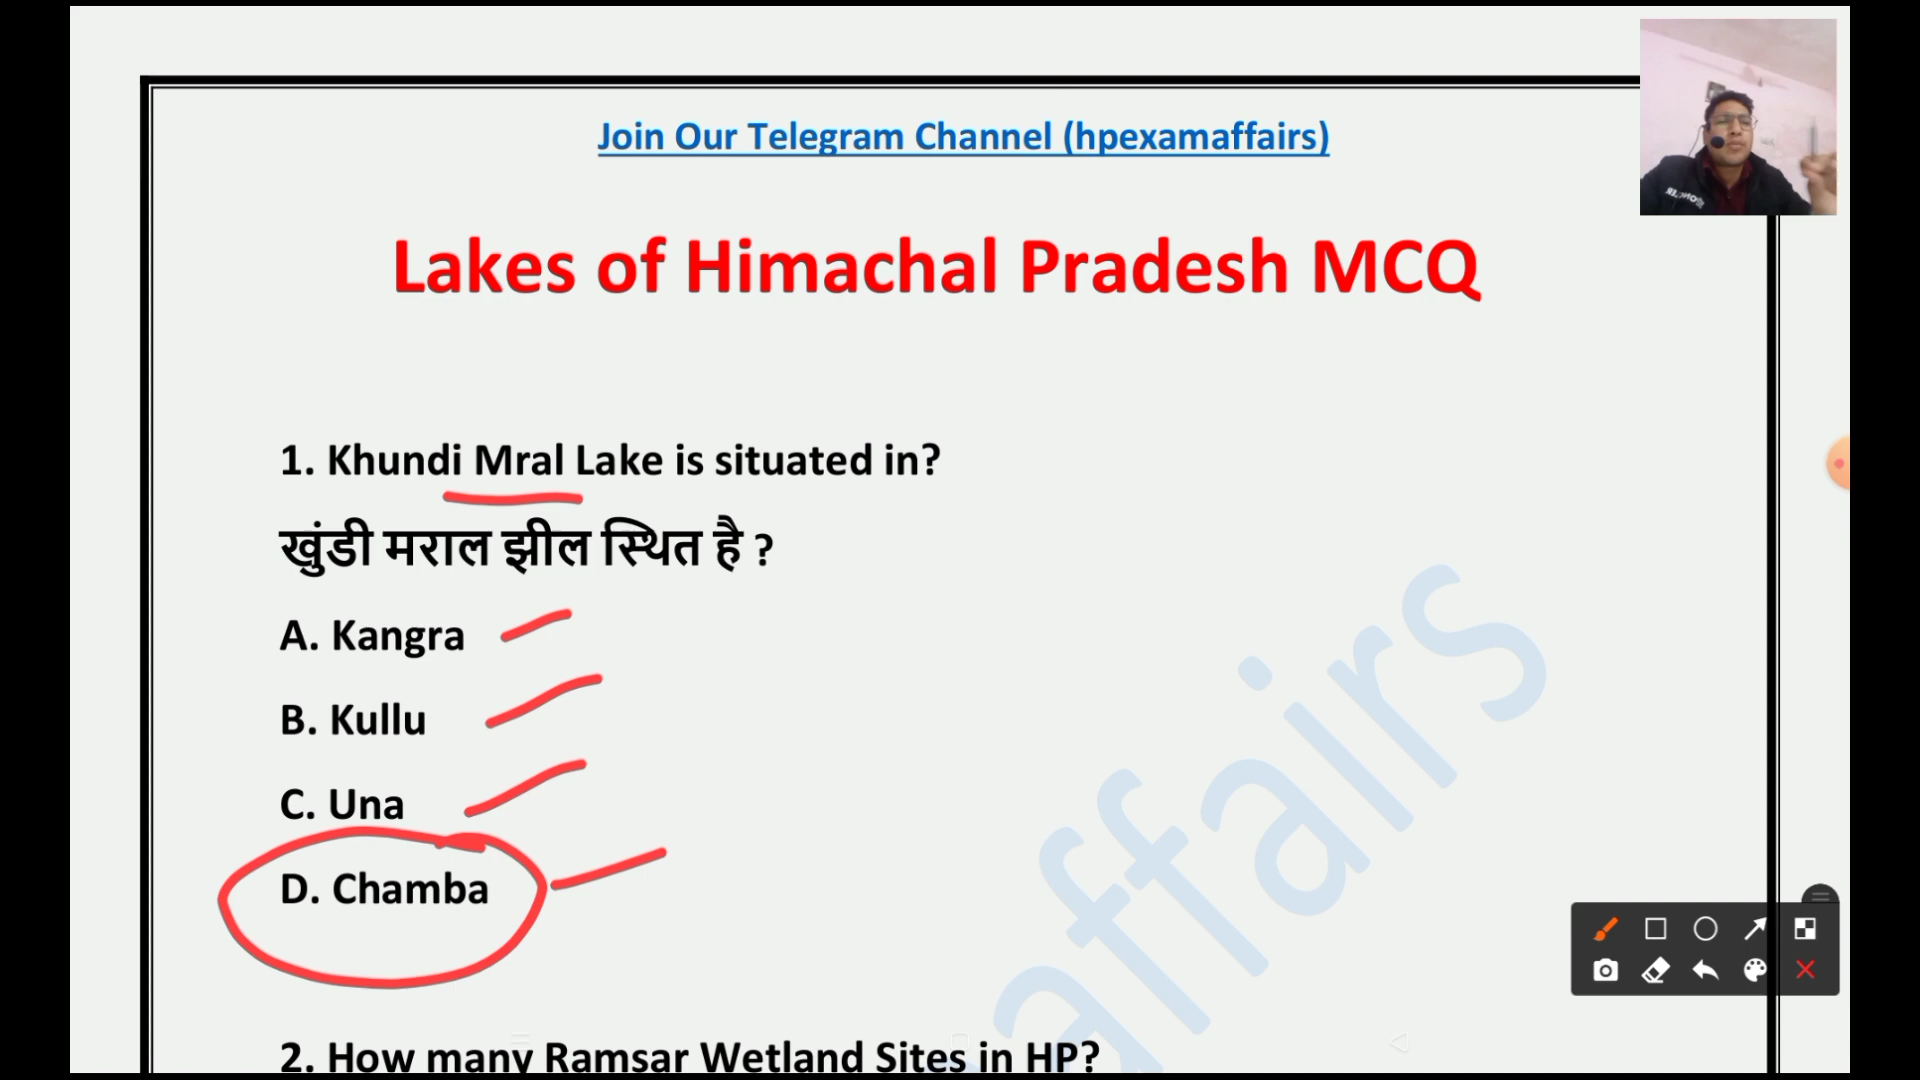 Join Our Telegram Channel (hpexamaffairs)
Lakes of Himachal Pradesh MCQ
1. Khundi Mral Lake is situated in?
खुंडी मराल झील स्थित है ?
A. Kangra
B. Kullu
C. Una
D. Chamba
2. How many Ramsar Wetland Sites in HP?
affairs